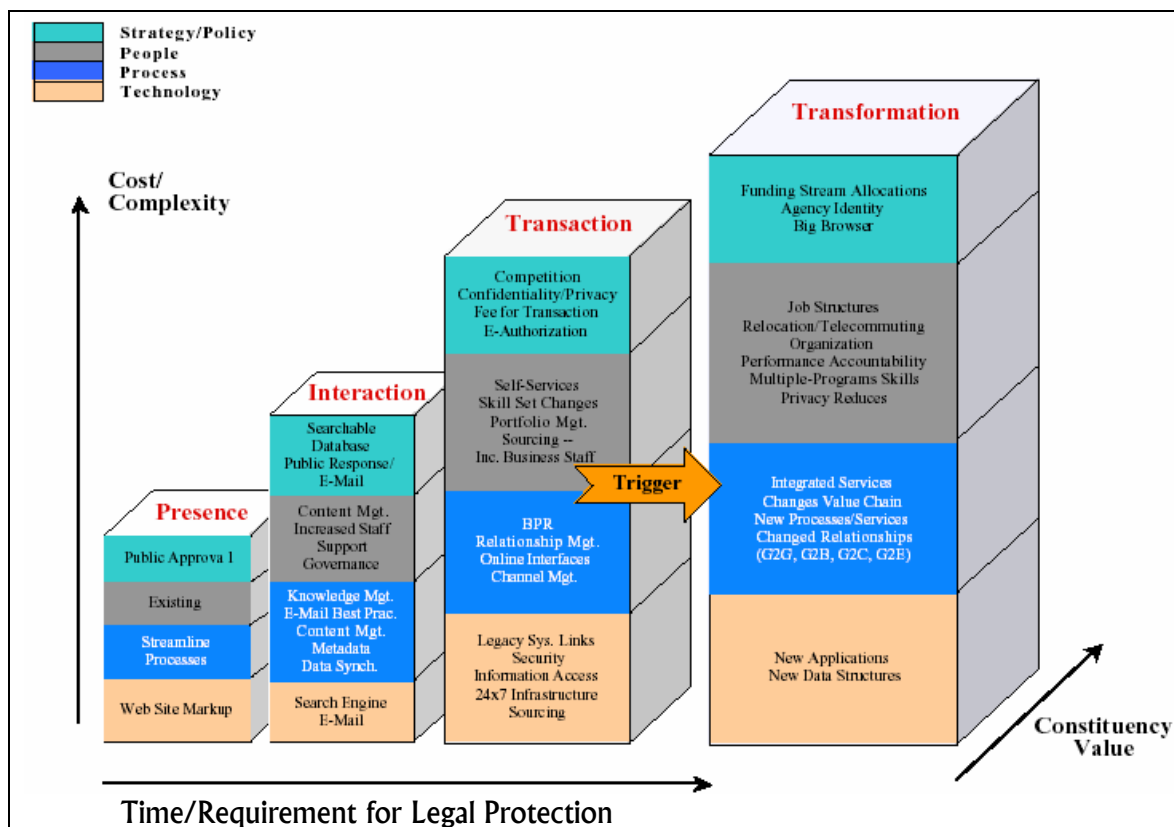 Strategy/Policy
People
Process
Technology
Cost/
Complexity
Presence
Public Approva l
Existing
Streamline
Processes
Web Site Markup
Interaction
Searchable
Database
Public Response/
E-Mail
Content Mgt.
Increased Staff
Support
Governance
Knowledge Mgt.
E-Mail Best Prac.
Content Mgt.
Metadata
Data Synch.
Search Engine
E-Mail
Transaction
Competition
Confidentiality/Privacy
Fee for Transaction
E-Authorization
Self-Services
Skill Set Changes
Portfolio Mgt.
Sourcing --
Inc. Business Staff
BPR
Relationship Mgt.
Online Interfaces
Channel Mgt.
Legacy Sys. Links
Security
Information Access
24x7 Infrastructure
Sourcing
Trigger
Transformation
Funding Stream Allocations
Agency Identity
Big Browser
Job Structures
Relocation/Telecommuting
Organization
Performance Accountability
Multiple-Programs Skills
Privacy Reduces
Integrated Services
Changes Value Chain
New Processes/Services
Changed Relationships
(G2G, G2B, G2C, G2E)
New Applications
New Data Structures
Constituency
Value
Time/Requirement for Legal Protection